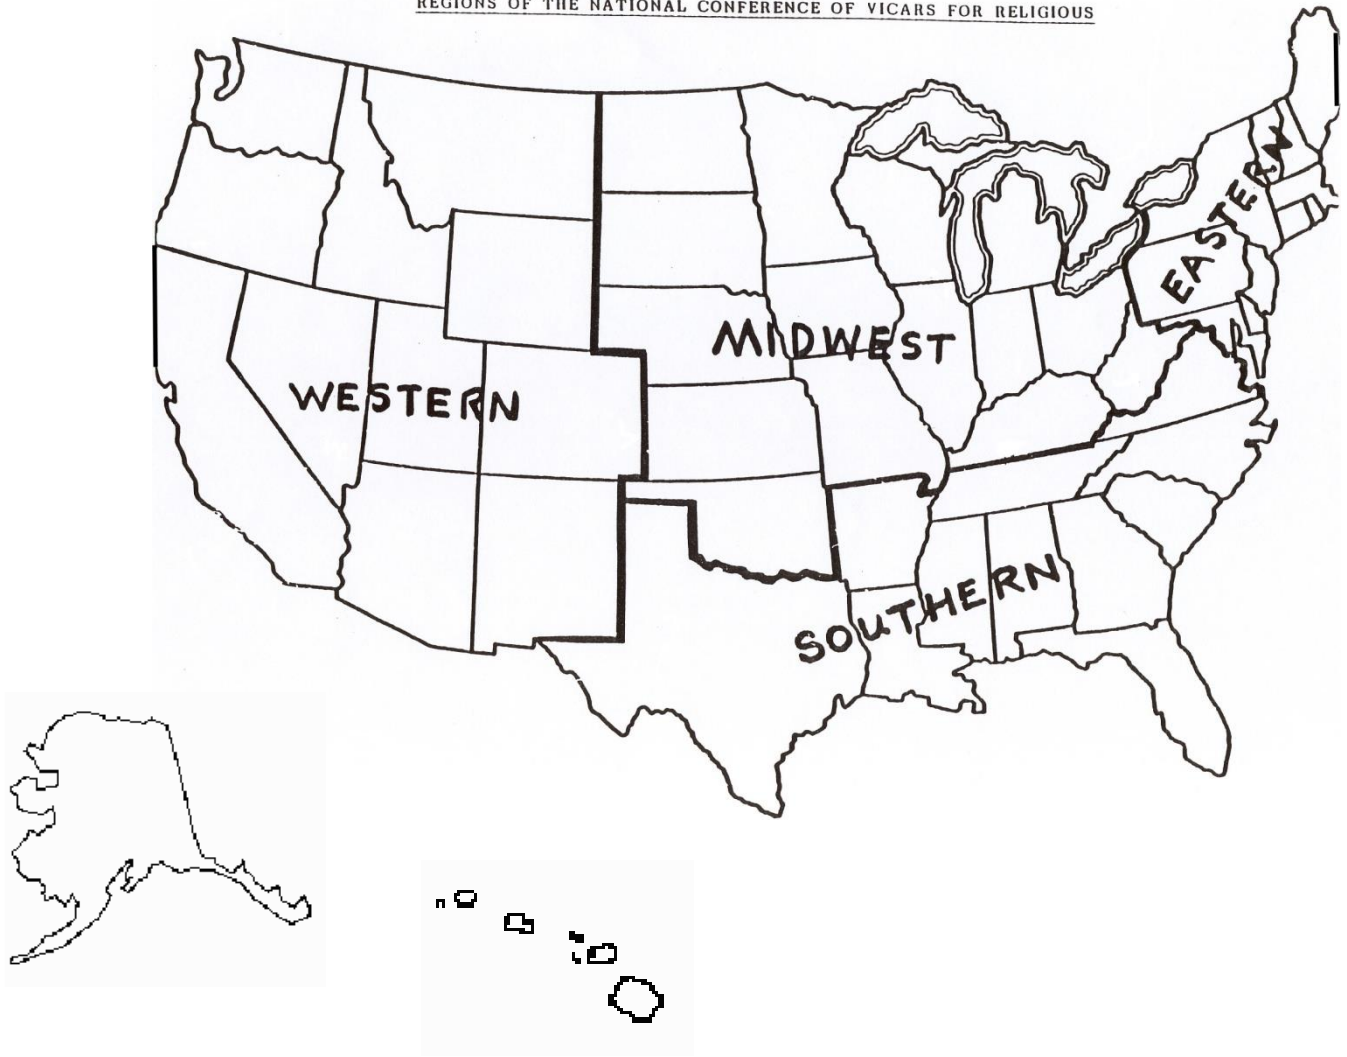 REGIONS OF THE NATIONAL CONFERENCE OF VICARS FOR RELIGIOUS
EASTERN
MIDWEST
WESTERN
SOUTHERN